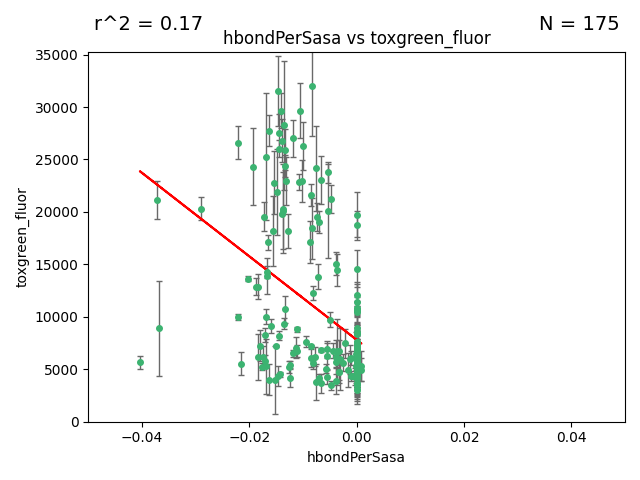 r^2 = 0.17
N = 175
hbondPerSasa vs toxgreen_fluor
35000
30000
25000
20000
15000
10000
5000
0
toxgreen_fluor
−0.04
−0.02
0.00
0.02
0.04
hbondPerSasa